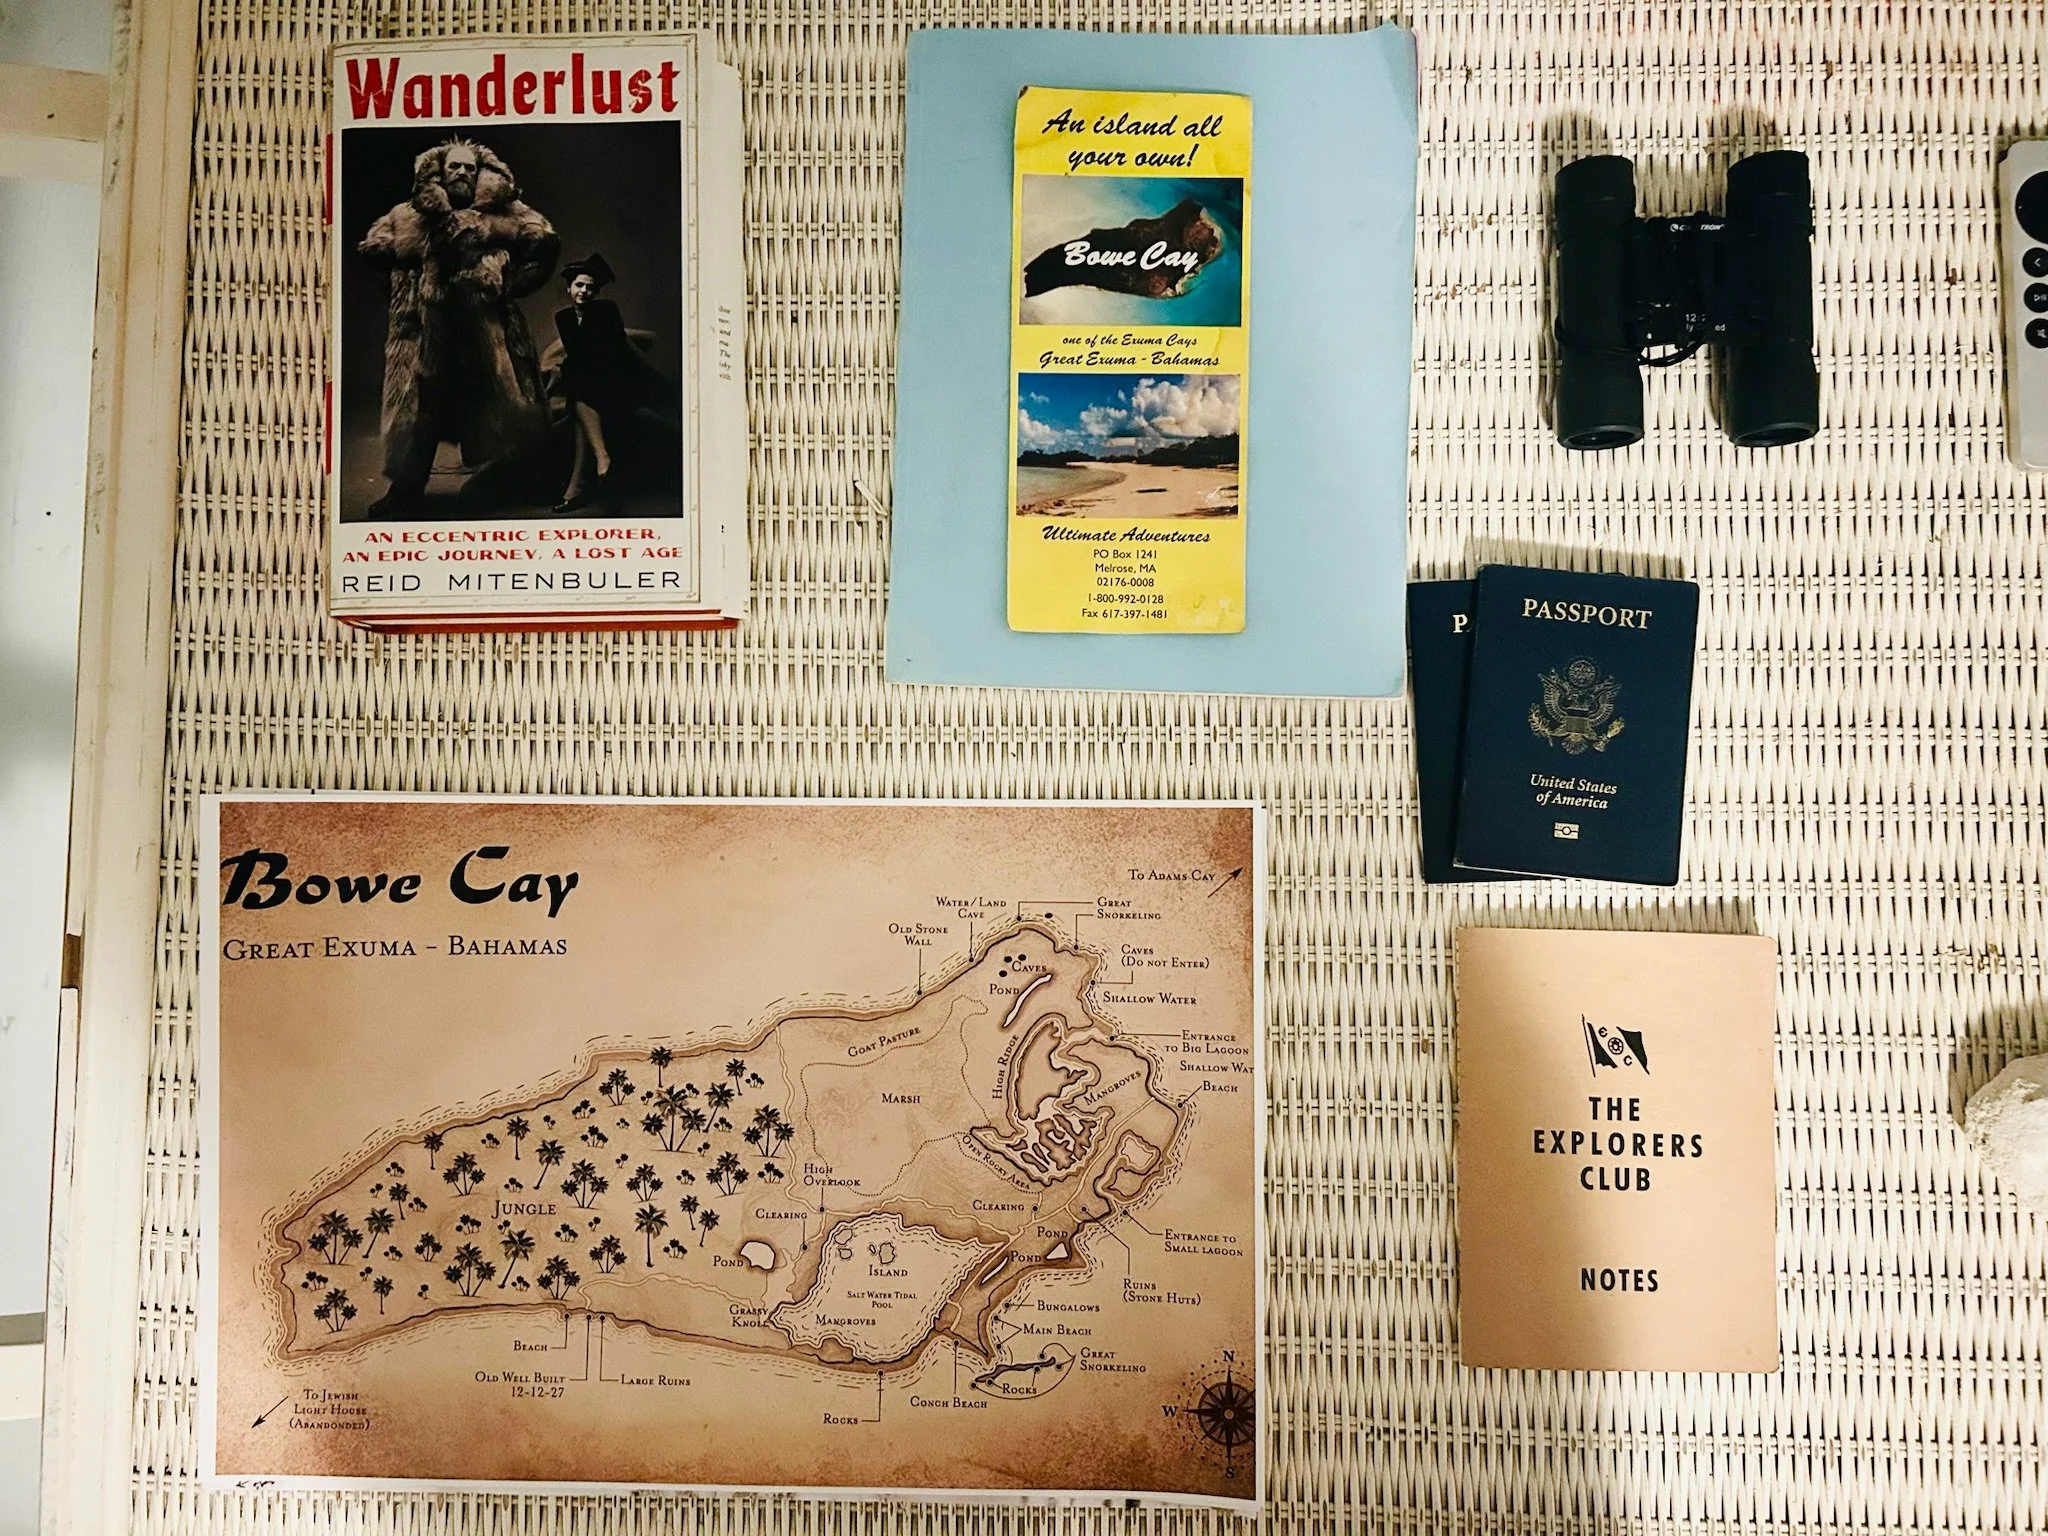 Wanderlust
AN ECCENTRIC EXPLORER,
AN EPIC JOURNEY, A LOST AGE
REID MITENBULER
An island all
your own!
Bowe Cay
one of the Exuma Cays
Great Exuma - Bahamas
Ultimate Adventures
PO Box 1241
Melrose, MA
02176-0008
1-800-992-0128
Fax 617-397-1481
P
PASSPORT
United States
of America
Bowe Cay
GREAT EXUMA - BAHAMAS
TO ADAMS CAY
WATER/LAND
CAVE
GREAT
SNORKELING
OLD STONE
WALL
CAVES
(DO NOT ENTER)
CAVES
POND
SHALLOW WATER
GOAT PASTURE
HIGH RIDGE
ENTRANCE
TO BIG LAGOON
SHALLOW WAT
BEACH
MANGROVES
MARSH
OPEN ROCKY AREA
HIGH
OVERLOOK
JUNGLE
CLEARING
CLEARING
POND
POND
POND
ENTRANCE TO
SMALL LAGOON
ISLAND
SALT WATER TIDAL
POOL
MANGROVES
GRASSY
KNOLL
RUINS
(STONE HUTS)
BUNGALOWS
MAIN BEACH
GREAT
SNORKELING
ROCKS
CONCH BEACH
ROCKS
BEACH
OLD WELL BUILT
12-12-27
LARGE RUINS
TO JEWISH
LIGHT HOUSE
(ABANDONDED)
N
W
S
E
C
THE
EXPLORERS
CLUB
NOTES